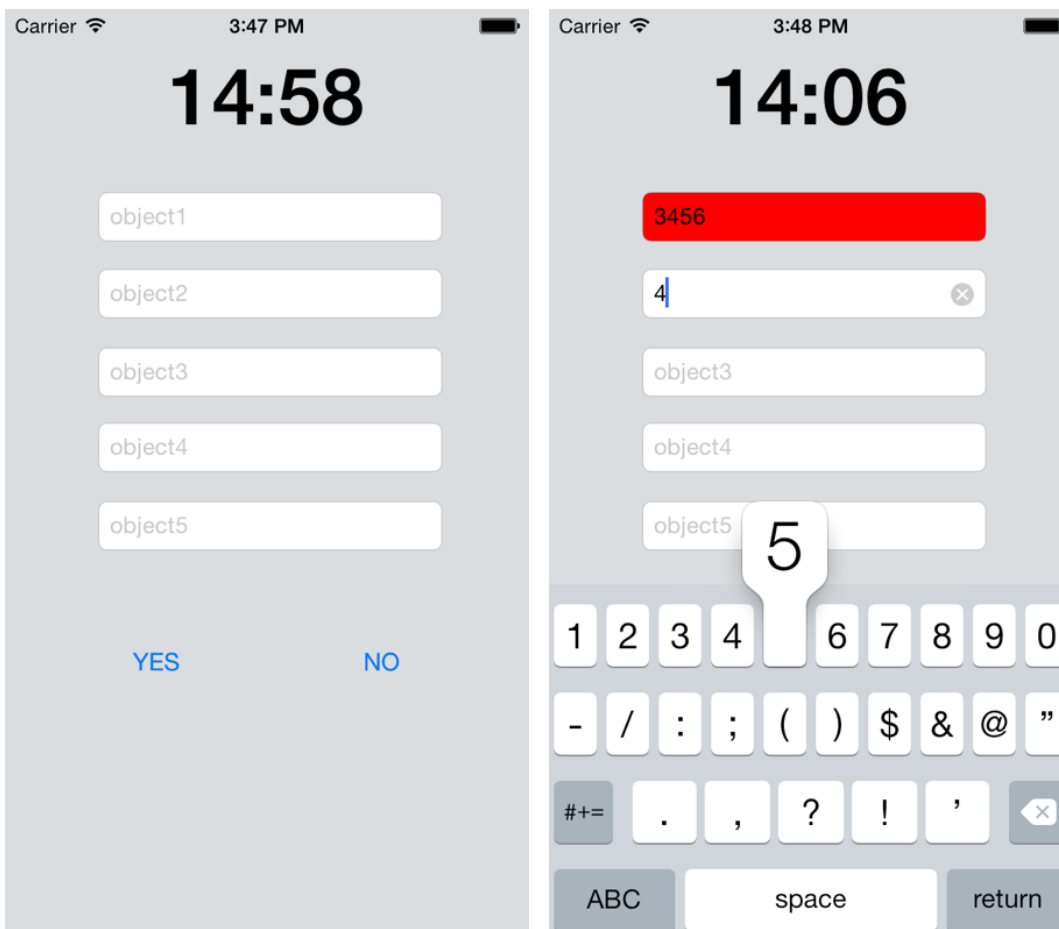 Carrier 3:47 PM
14:58
object1
object2
object3
object4
object5
YES NO
Carrier 3:48 PM
14:06
3456
4
object3
object4
object5
5
1 2 3 4 6 7 8 9 0
- / : ; ( ) $ & @ ”
#+= . , ? ! ’
ABC space return